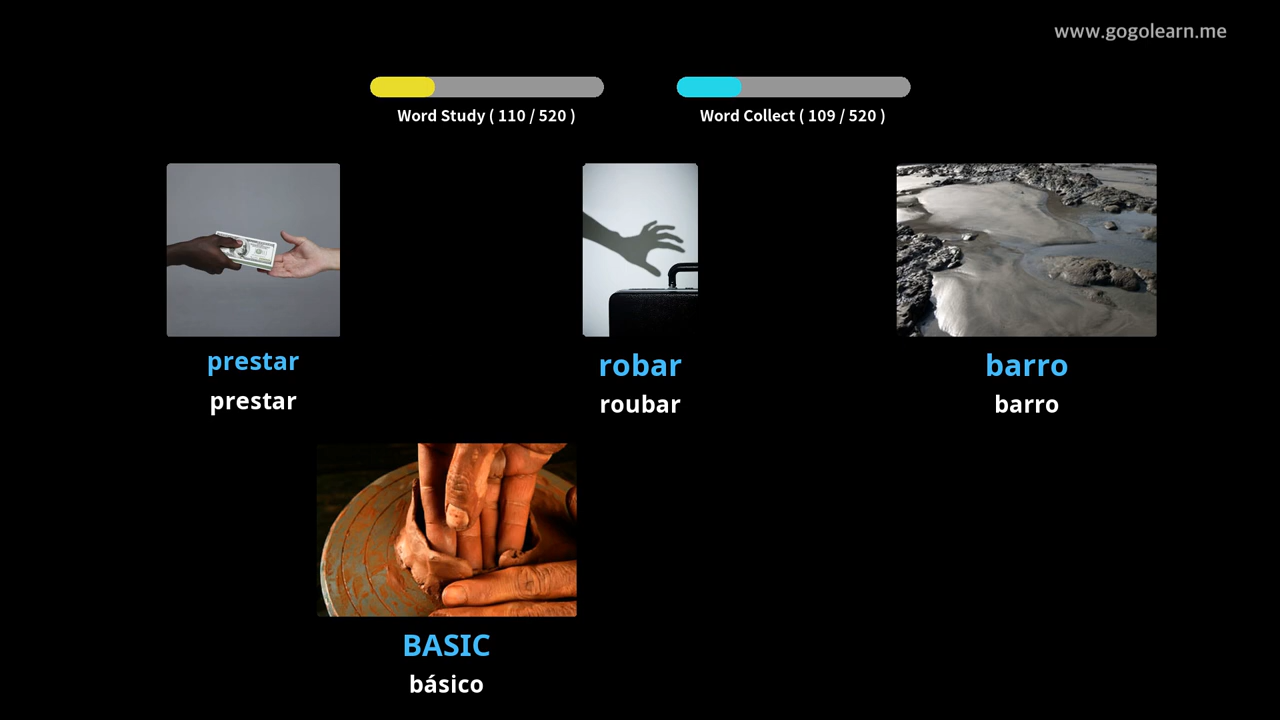 www.gogolearn.me
Word Study ( 110 / 520 )
Word Collect ( 109 / 520 )
prestar
prestar
robar
roubar
barro
barro
BASIC
básico